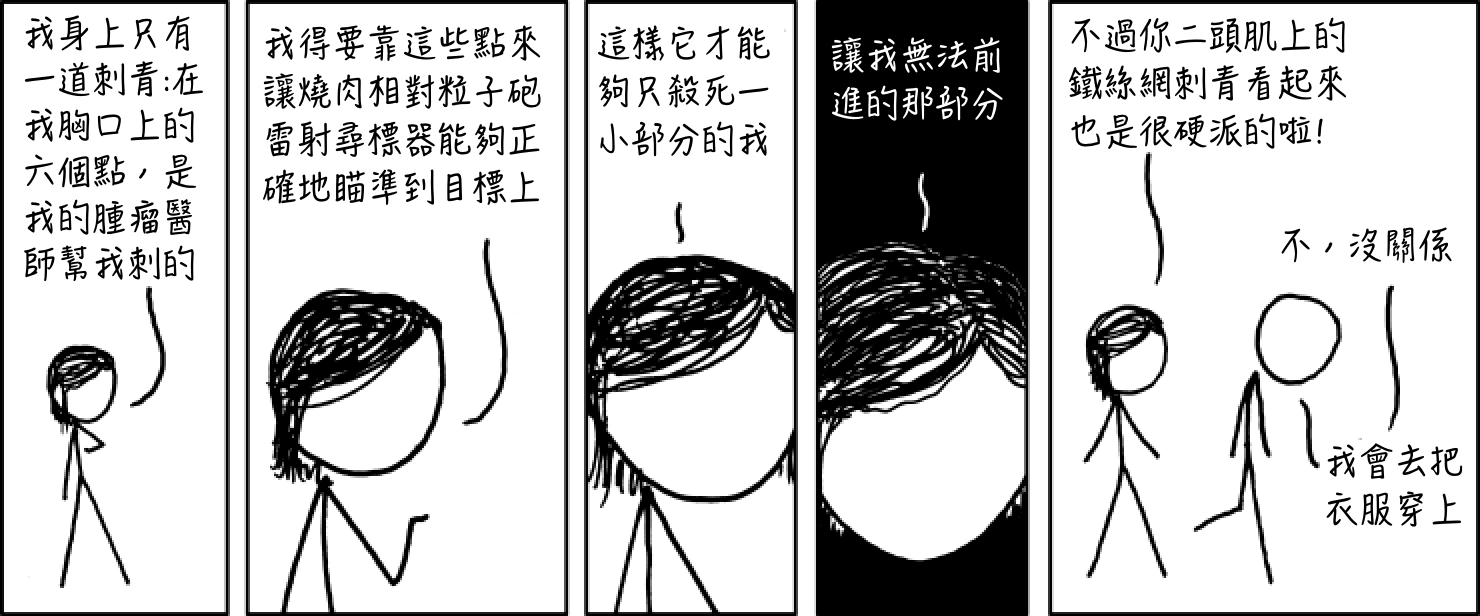 我身上只有
一道刺青:在
我胸口上的
六個點，是
我的腫瘤醫
師幫我刺的
我得要靠這些點來
讓燒肉相對粒子砲
雷射尋標器能夠正
確地瞄準到目標上
這樣它才能
夠只殺死一
小部分的我
讓我無法前
進的那部分
不過你二頭肌上的
鐵絲網刺青看起來
也是很硬派的啦!
不，沒關係
我會去把
衣服穿上